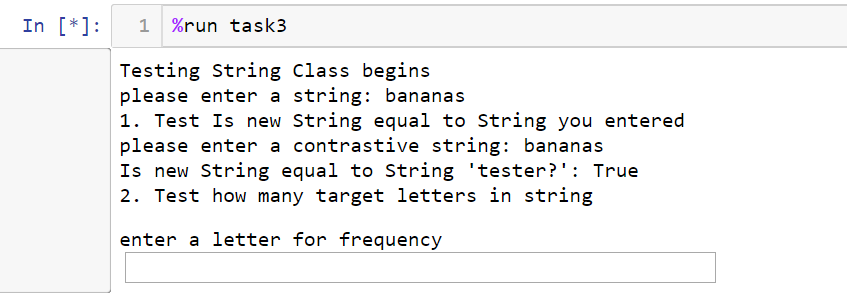 In [*]: 1 %run task3
Testing String Class begins
please enter a string: bananas
1. Test Is new String equal to String you entered
please enter a contrastive string: bananas
Is new String equal to String 'tester?': True
2. Test how many target letters in string
enter a letter for frequency